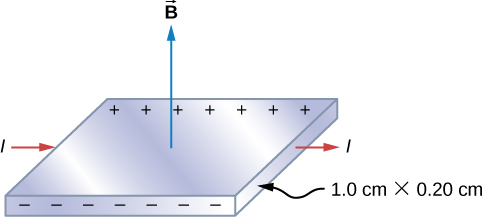 B⃗
+ + + + + + +
I
I
− − − − − − −
1.0 cm × 0.20 cm